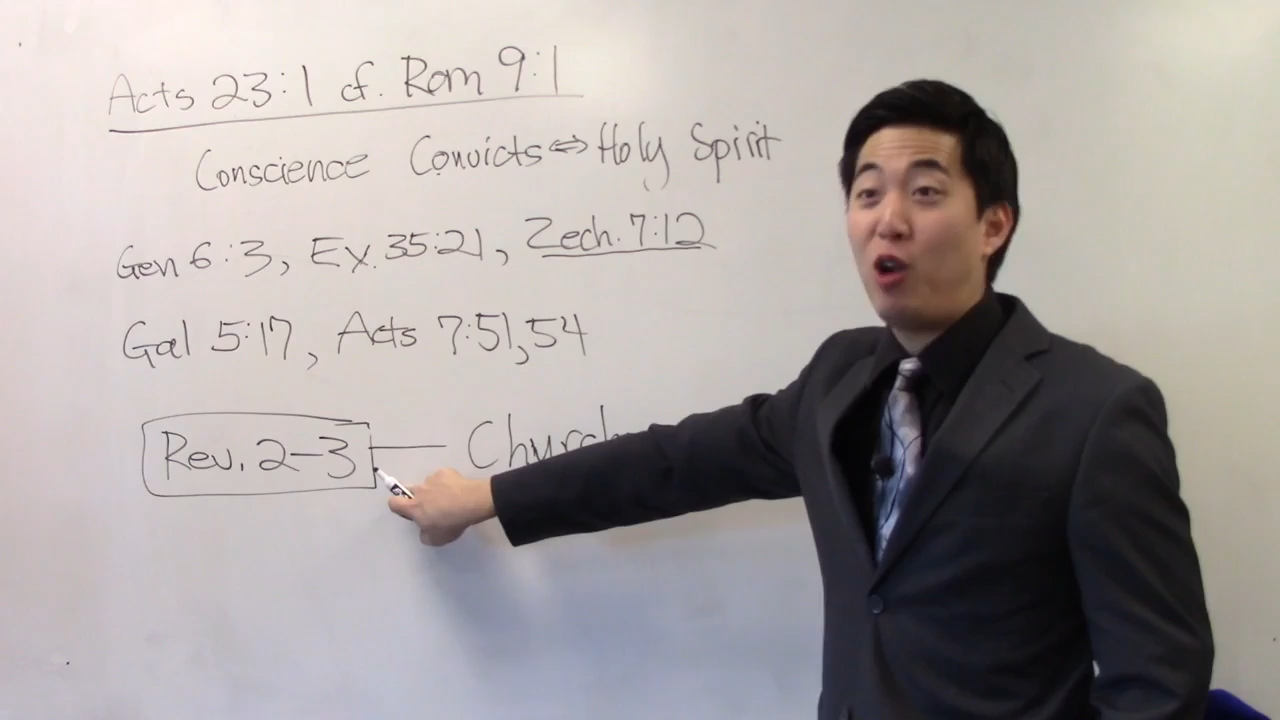 Acts 23:1 cf. Rom 9:1
Conscience Convicts ⇔ Holy Spirit
Gen 6:3, Ex. 35:21, Zech. 7:12
Gal 5:17, Acts 7:51,54
Rev. 2-3 — Church